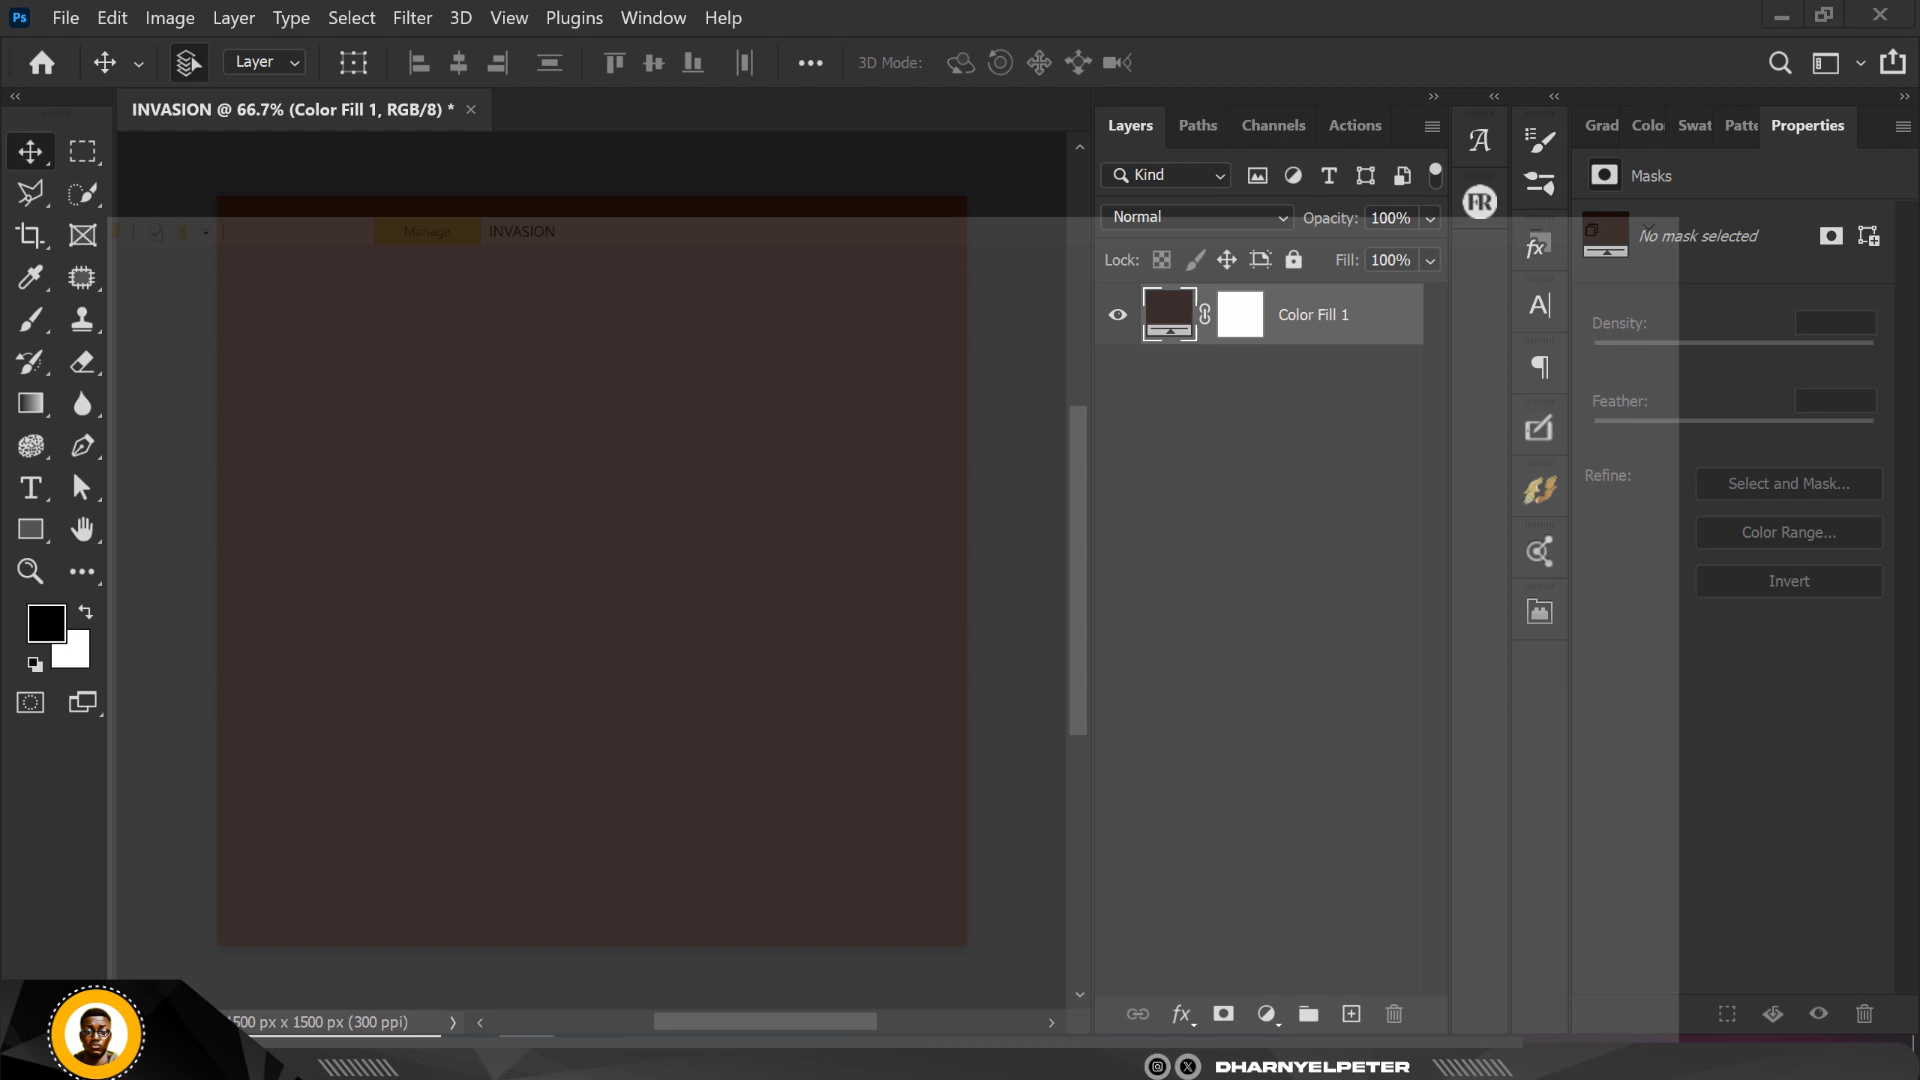 Ps File Edit Image Layer Type Select Filter 3D View Plugins Window Help
Layer 3D Mode:
INVASION @ 66.7% (Color Fill 1, RGB/8) *
Manage INVASION
Layers Paths Channels Actions
Kind
Normal Opacity: 100%
Lock: Fill: 100%
Color Fill 1
FR
Grad Color Swat Patte Properties
Masks
No mask selected
Density:
Feather:
Refine: Select and Mask...
Color Range...
Invert
1500 px x 1500 px (300 ppi)
DHARNYELPETER